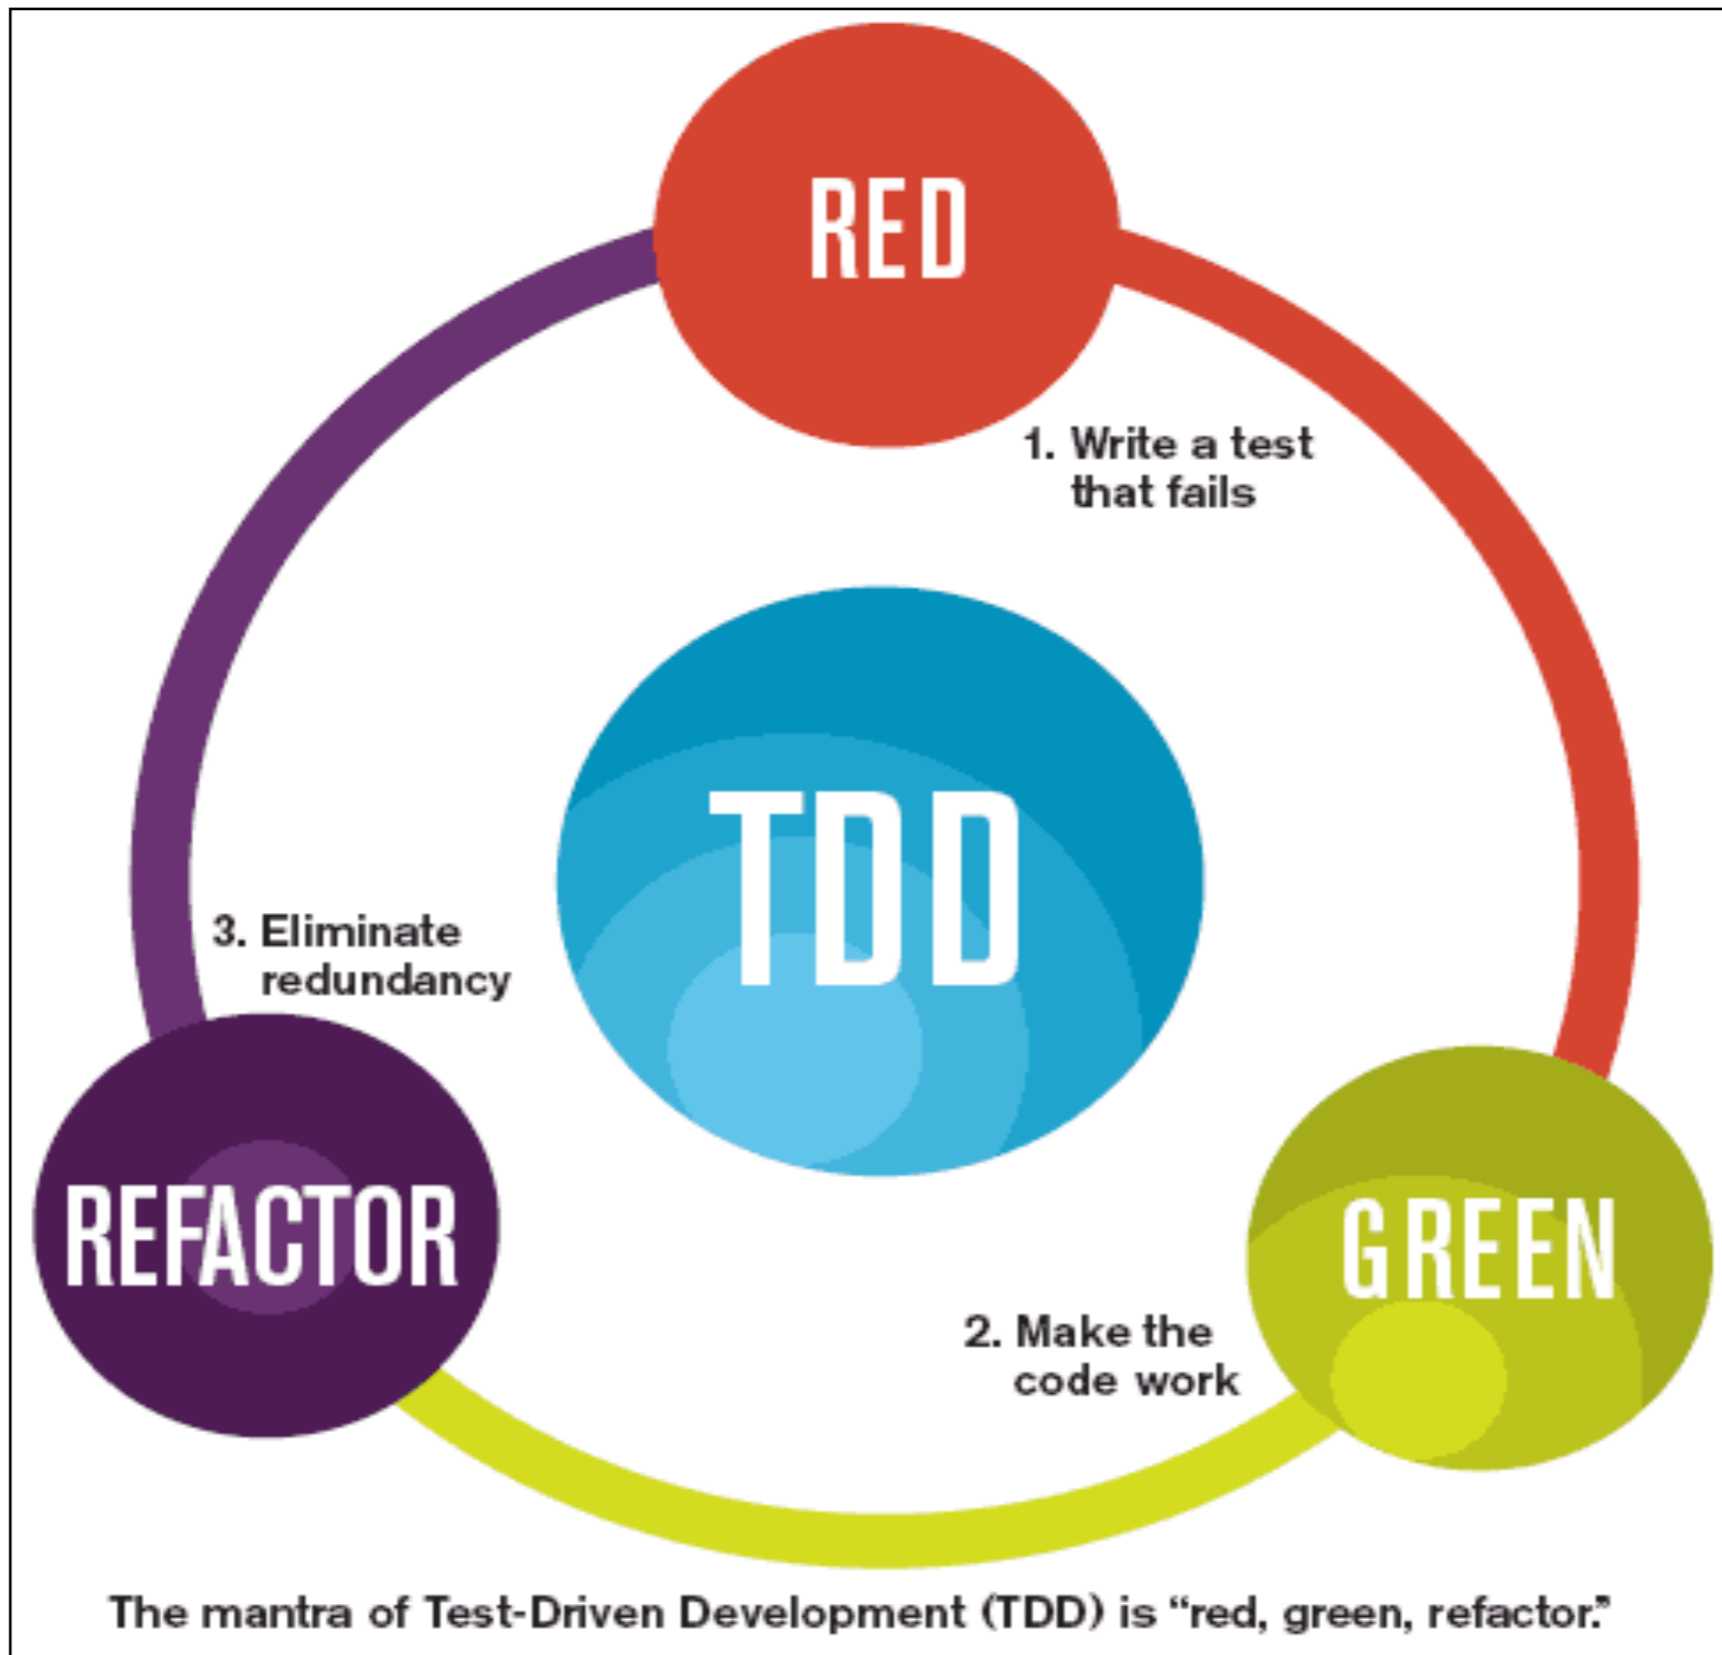 RED
1. Write a test
that fails
TDD
3. Eliminate
redundancy
REFACTOR
GREEN
2. Make the
code work
The mantra of Test-Driven Development (TDD) is “red, green, refactor.”